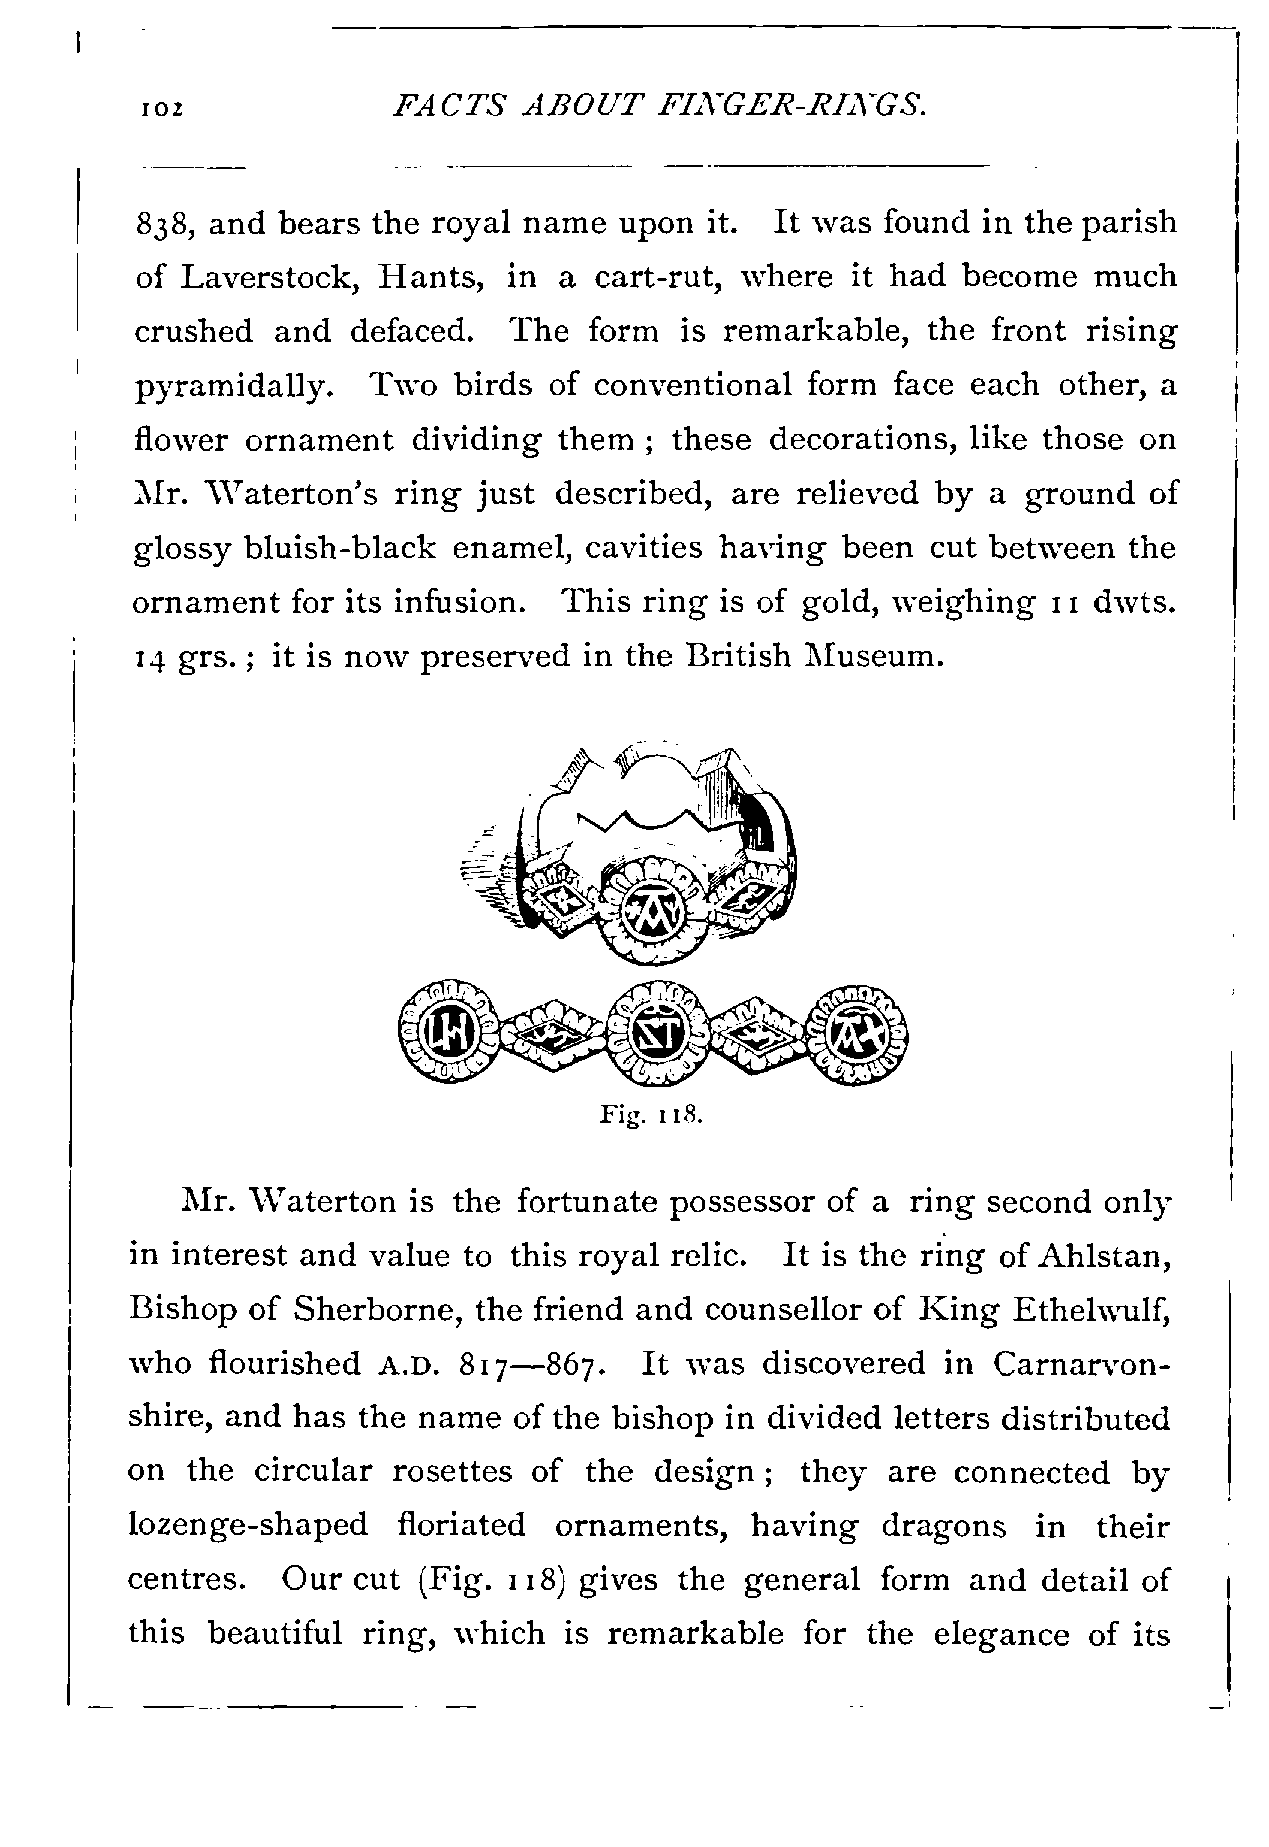 102 FACTS ABOUT FINGER-RINGS.
838, and bears the royal name upon it. It was found in the parish
of Laverstock, Hants, in a cart-rut, where it had become much
crushed and defaced. The form is remarkable, the front rising
pyramidally. Two birds of conventional form face each other, a
flower ornament dividing them ; these decorations, like those on
Mr. Waterton's ring just described, are relieved by a ground of
glossy bluish-black enamel, cavities having been cut between the
ornament for its infusion. This ring is of gold, weighing 11 dwts.
14 grs. ; it is now preserved in the British Museum.
Fig. 118.
Mr. Waterton is the fortunate possessor of a ring second only
in interest and value to this royal relic. It is the ring of Ahlstan,
Bishop of Sherborne, the friend and counsellor of King Ethelwulf,
who flourished A.D. 817—867. It was discovered in Carnarvon-
shire, and has the name of the bishop in divided letters distributed
on the circular rosettes of the design ; they are connected by
lozenge-shaped floriated ornaments, having dragons in their
centres. Our cut (Fig. 118) gives the general form and detail of
this beautiful ring, which is remarkable for the elegance of its